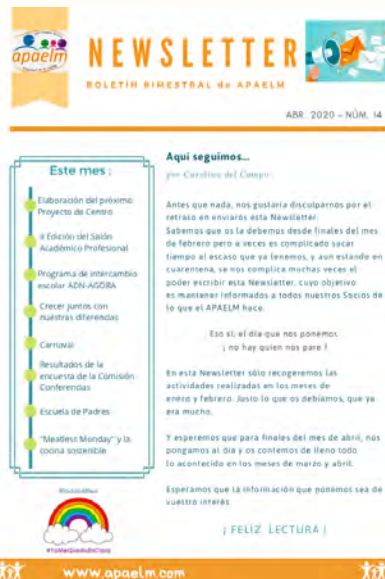 apaelm
NEWSLETTER
BOLETÍN BIMESTRAL de APAELM
ABR. 2020 – NÚM. 14
Este mes :
Elaboración del próximo
Proyecto de Centro
II Edición del Salón
Académico Profesional
Programa de intercambio
escolar ADN-AGORA
Crecer juntos con
nuestras diferencias
Carnaval
Resultados de la
encuesta de la Comisión
Conferencias
Escuela de Padres
"Meatless Monday" y la
cocina sostenible
#YoMeQuedoEnCasa
Aquí seguimos...
por Carolina del Campo
Antes que nada, nos gustaría disculparnos por el
retraso en enviaros esta Newsletter.
Sabemos que os la debemos desde finales del mes
de febrero pero a veces es complicado sacar
tiempo al escaso que ya tenemos, y aun estando en
cuarentena, se nos complica muchas veces el
poder escribir esta Newsletter, cuyo objetivo
es mantener informados a todos nuestros Socios de
lo que el APAELM hace.
Eso sí, el día que nos ponemos,
¡ no hay quien nos pare !
En esta Newsletter sólo recogeremos las
actividades realizadas en los meses de
enero y febrero. Justo lo que os debíamos, que ya
era mucho.
Y esperemos que para finales del mes de abril, nos
pongamos al día y os contemos de lleno todo
lo acontecido en los meses de marzo y abril.
Esperamos que la información que ponemos sea de
vuestro interés.
¡ FELIZ LECTURA !
www.apaelm.com